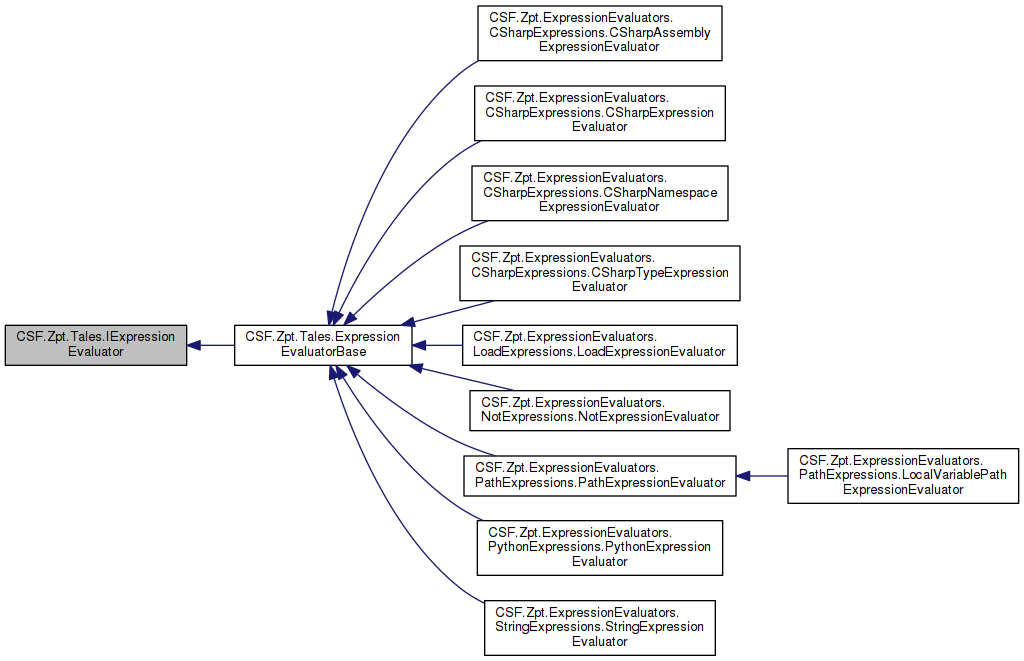 CSF.Zpt.Tales.IExpression
Evaluator
CSF.Zpt.Tales.Expression
EvaluatorBase
CSF.Zpt.ExpressionEvaluators.
CSharpExpressions.CSharpAssembly
ExpressionEvaluator
CSF.Zpt.ExpressionEvaluators.
CSharpExpressions.CSharpExpression
Evaluator
CSF.Zpt.ExpressionEvaluators.
CSharpExpressions.CSharpNamespace
ExpressionEvaluator
CSF.Zpt.ExpressionEvaluators.
CSharpExpressions.CSharpTypeExpression
Evaluator
CSF.Zpt.ExpressionEvaluators.
LoadExpressions.LoadExpressionEvaluator
CSF.Zpt.ExpressionEvaluators.
NotExpressions.NotExpressionEvaluator
CSF.Zpt.ExpressionEvaluators.
PathExpressions.PathExpressionEvaluator
CSF.Zpt.ExpressionEvaluators.
PathExpressions.LocalVariablePath
ExpressionEvaluator
CSF.Zpt.ExpressionEvaluators.
PythonExpressions.PythonExpression
Evaluator
CSF.Zpt.ExpressionEvaluators.
StringExpressions.StringExpression
Evaluator